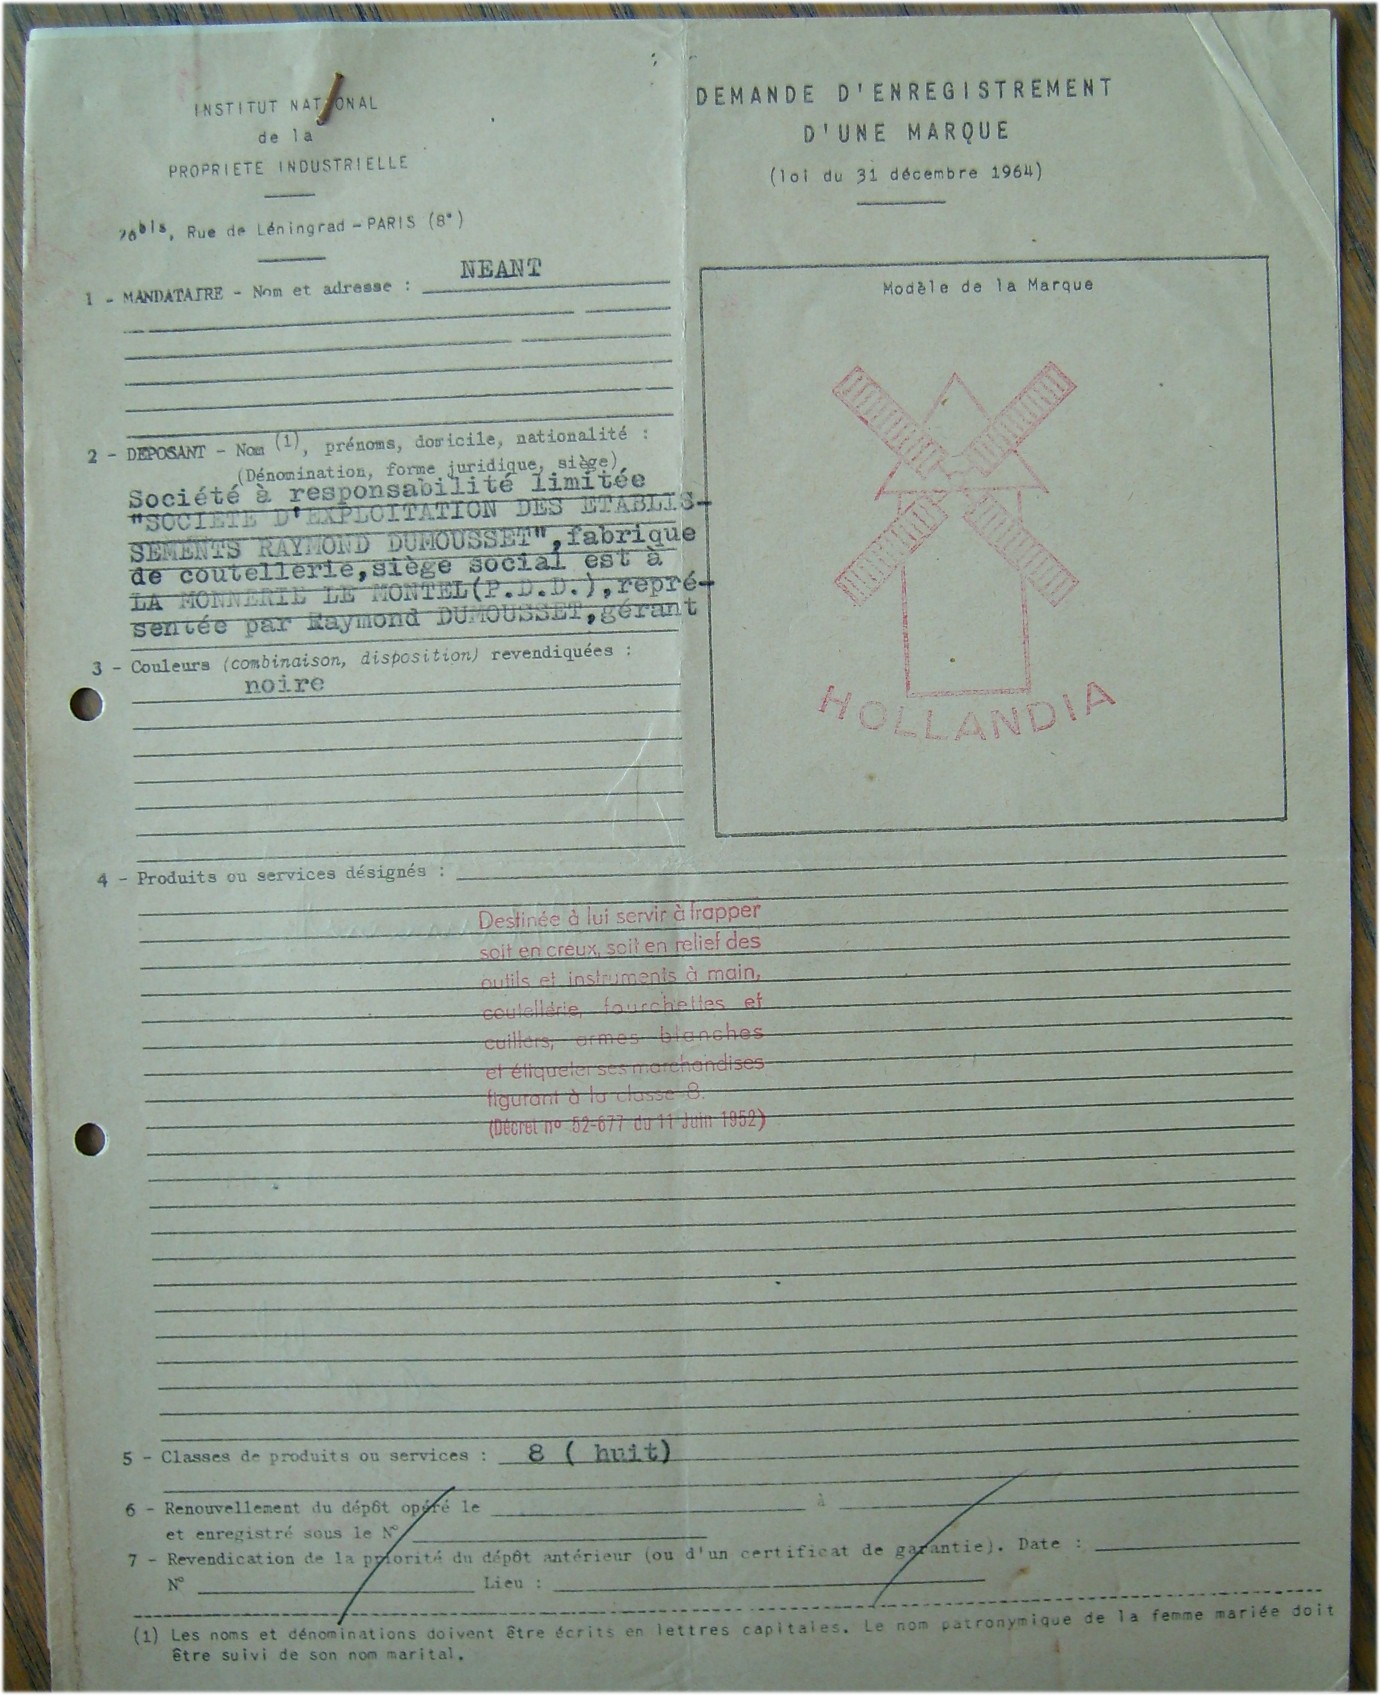 INSTITUT NATIONAL
de la
PROPRIETE INDUSTRIELLE
26bis, Rue de Léningrad - PARIS (8e)
DEMANDE D'ENREGISTREMENT
D'UNE MARQUE
(loi du 31 décembre 1964)
1 - MANDATAIRE - Nom et adresse : NEANT
2 - DEPOSANT - Nom (1), prénoms, domicile, nationalité :
(Dénomination, forme juridique, siège)
Société à responsabilité limitée
"SOCIETE D'EXPLOITATION DES ETABLIS-
SEMENTS RAYMOND DUMOUSSET",fabrique
de coutellerie,siège social est à
LA MONNERIE LE MONTEL(P.D.D.),repré-
sentée par Raymond DUMOUSSET,gérant
3 - Couleurs (combinaison, disposition) revendiquées :
noire
Modèle de la Marque
HOLLANDIA
4 - Produits ou services désignés :
Destinée à lui servir à frapper
soit en creux, soit en relief des
outils et instruments à main,
coutellerie, fourchettes et
cuillers, armes blanches
et étiqueter ses marchandises
figurant à la classe 8.
(Décret nº 52-677 du 11 Juin 1952)
5 - Classes de produits ou services : 8 ( huit)
6 - Renouvellement du dépôt opéré le à
et enregistré sous le N°
7 - Revendication de la priorité du dépôt antérieur (ou d'un certificat de garantie). Date :
N° Lieu :
(1) Les noms et dénominations doivent être écrits en lettres capitales. Le nom patronymique de la femme mariée doit
être suivi de son nom marital.